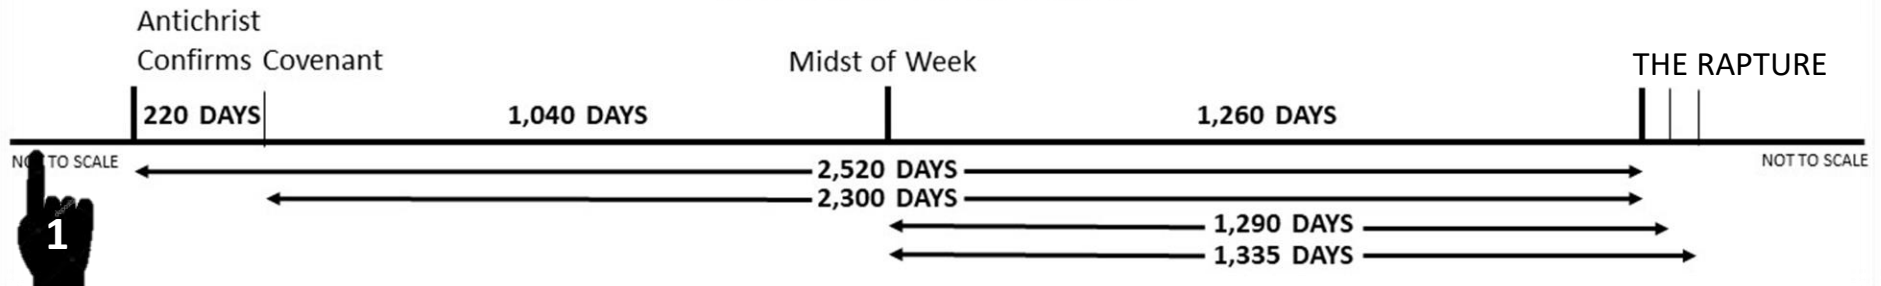 Antichrist
Confirms Covenant
Midst of Week
THE RAPTURE
220 DAYS
1,040 DAYS
1,260 DAYS
NOT TO SCALE
NOT TO SCALE
2,520 DAYS
2,300 DAYS
1,290 DAYS
1,335 DAYS
1